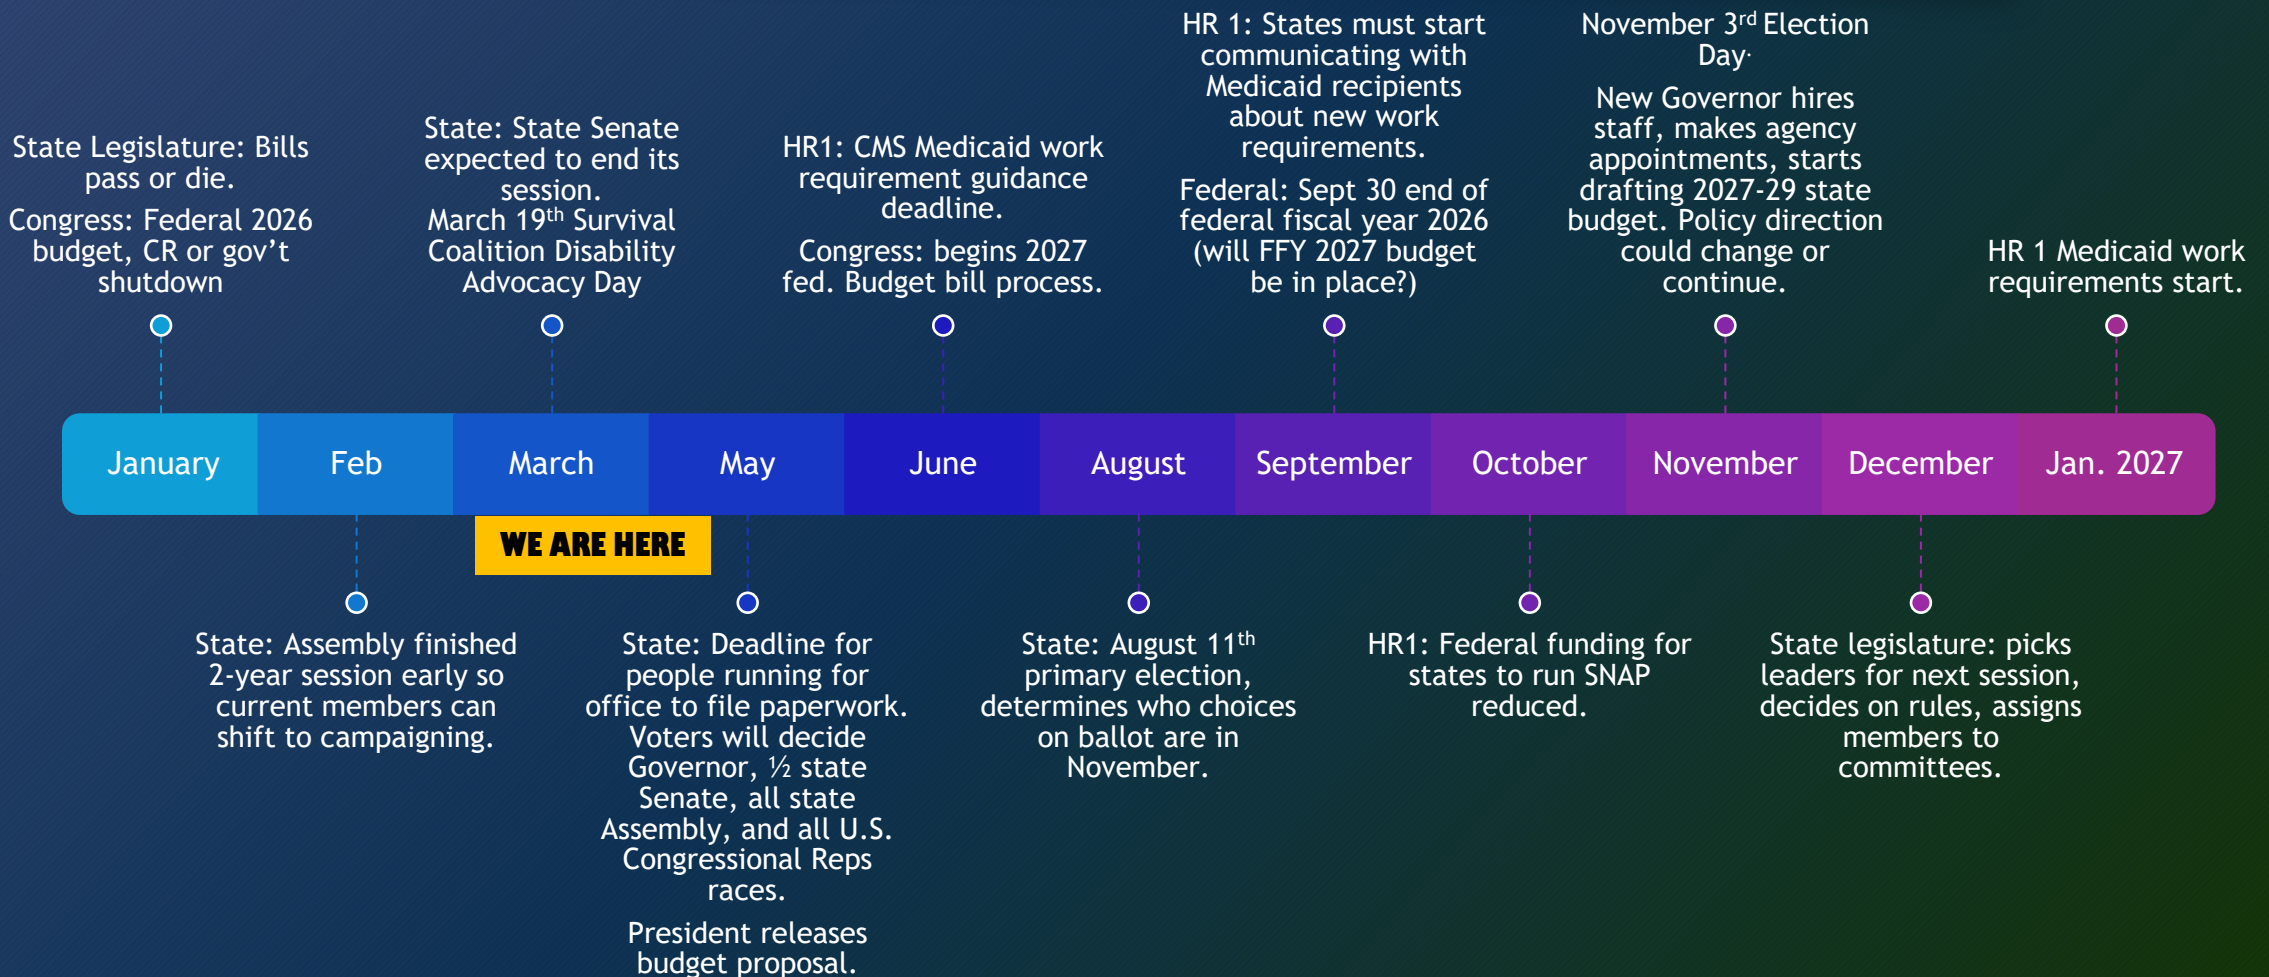 State Legislature: Bills
pass or die.
Congress: Federal 2026
budget, CR or gov’t
shutdown
State: State Senate
expected to end its
session.
March 19th Survival
Coalition Disability
Advocacy Day
HR1: CMS Medicaid work
requirement guidance
deadline.
Congress: begins 2027
fed. Budget bill process.
HR 1: States must start
communicating with
Medicaid recipients
about new work
requirements.
Federal: Sept 30 end of
federal fiscal year 2026
(will FFY 2027 budget
be in place?)
November 3rd Election
Day.
New Governor hires
staff, makes agency
appointments, starts
drafting 2027-29 state
budget. Policy direction
could change or
continue.
HR 1 Medicaid work
requirements start.
January
Feb
March
May
June
August
September
October
November
December
Jan. 2027
WE ARE HERE
State: Assembly finished
2-year session early so
current members can
shift to campaigning.
State: Deadline for
people running for
office to file paperwork.
Voters will decide
Governor, ½ state
Senate, all state
Assembly, and all U.S.
Congressional Reps
races.
President releases
budget proposal.
State: August 11th
primary election,
determines who choices
on ballot are in
November.
HR1: Federal funding for
states to run SNAP
reduced.
State legislature: picks
leaders for next session,
decides on rules, assigns
members to
committees.